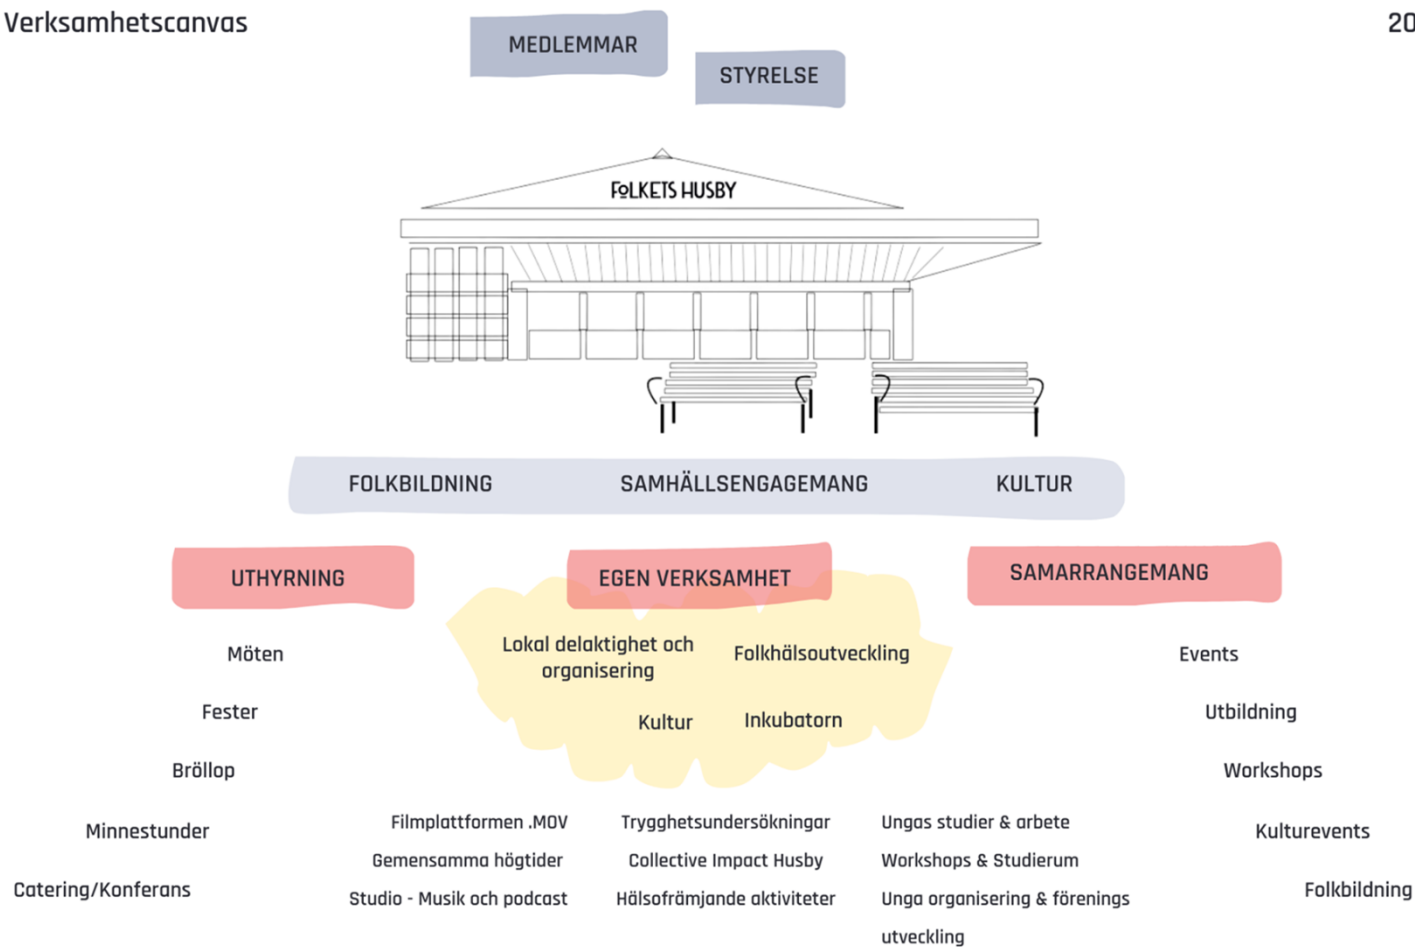 Verksamhetscanvas
20
MEDLEMMAR
STYRELSE
FOLKETS HUSBY
FOLKBILDNING
SAMHÄLLSENGAGEMANG
KULTUR
UTHYRNING
Möten
Fester
Bröllop
Minnestunder
Catering/Konferans
EGEN VERKSAMHET
Lokal delaktighet och
organisering
Folkhälsoutveckling
Kultur
Inkubatorn
Filmplattformen .MOV
Gemensamma högtider
Studio - Musik och podcast
Trygghetsundersökningar
Collective Impact Husby
Hälsofrämjande aktiviteter
Ungas studier & arbete
Workshops & Studierum
Unga organisering & förenings
utveckling
SAMARRANGEMANG
Events
Utbildning
Workshops
Kulturevents
Folkbildning